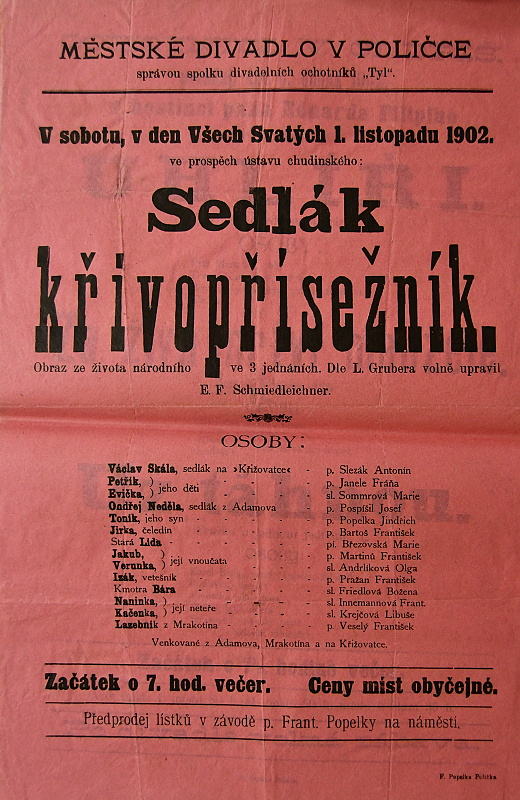 MĚSTSKÉ DIVADLO V POLIČCE
správou spolku divadelních ochotníků „Tyl“.
V sobotu, v den Všech Svatých 1. listopadu 1902.
ve prospěch ústavu chudinského:
Sedlák
křivopřísežník.
Obraz ze života národního ve 3 jednáních. Dle L. Grubera volně upravil
E. F. Schmiedleichner.
OSOBY:
Václav Skála, sedlák na »Křižovatce« - p. Slezák Antonín
Petřík, ) p. Janele Fráňa
Evička, ) jeho děti - sl. Sommrová Marie
Ondřej Neděla, sedlák z Adamova - p. Pospíšil Josef
Toník, jeho syn - p. Popelka Jindrich
Jirka, čeledín - p. Bartoš František
Stará Lida - pí. Březovská Marie
Jakub, ) p. Martinů František
Verunka, ) její vnoučata - sl. Andrlíková Olga
Izák, vetešník - p. Pražan František
Kmotra Bára - sl. Friedlová Božena
Naninka, ) sl. Innemannová Frant.
Kačenka, ) její neteře - sl. Krejčová Libuše
Lazebník z Mrakotína - p. Veselý František
Venkované z Adamova, Mrakotína a na Křižovatce.
Začátek o 7. hod. večer. Ceny míst obyčejné.
Předprodej lístků v závodě p. Frant. Popelky na náměstí.
F. Popelka Polička